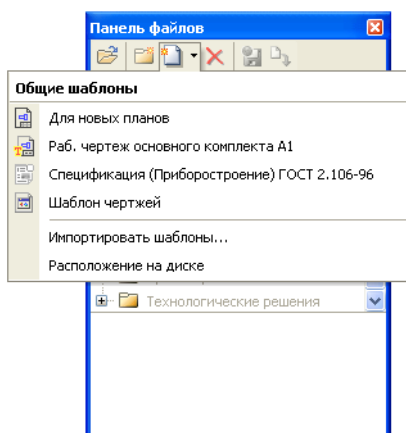 Панель файлов
Общие шаблоны
Для новых планов
Раб. чертеж основного комплекта А1
Спецификация (Приборостроение) ГОСТ 2.106-96
Шаблон чертжей
Импортировать шаблоны...
Расположение на диске
Технологические решения